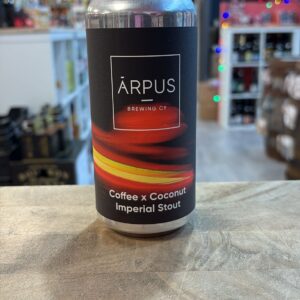 ĀRPUS
BREWING CO
Coffee x Coconut
Imperial Stout